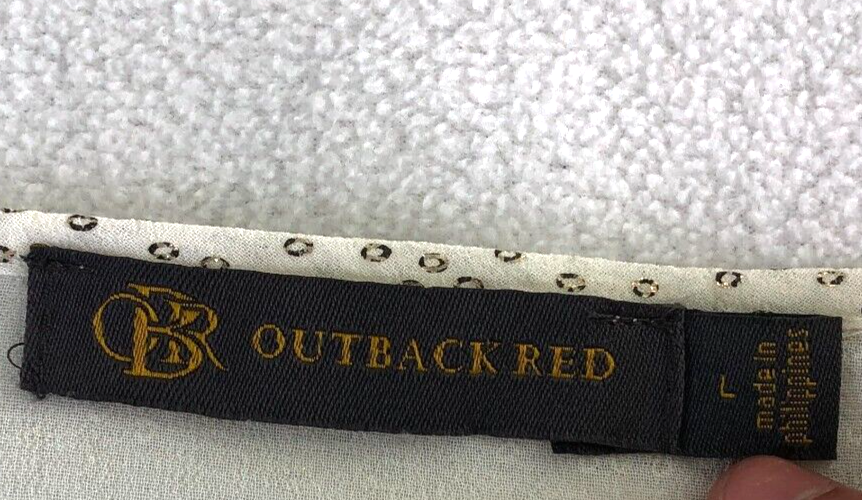 OBR
OUTBACK RED
L
made in
philippines